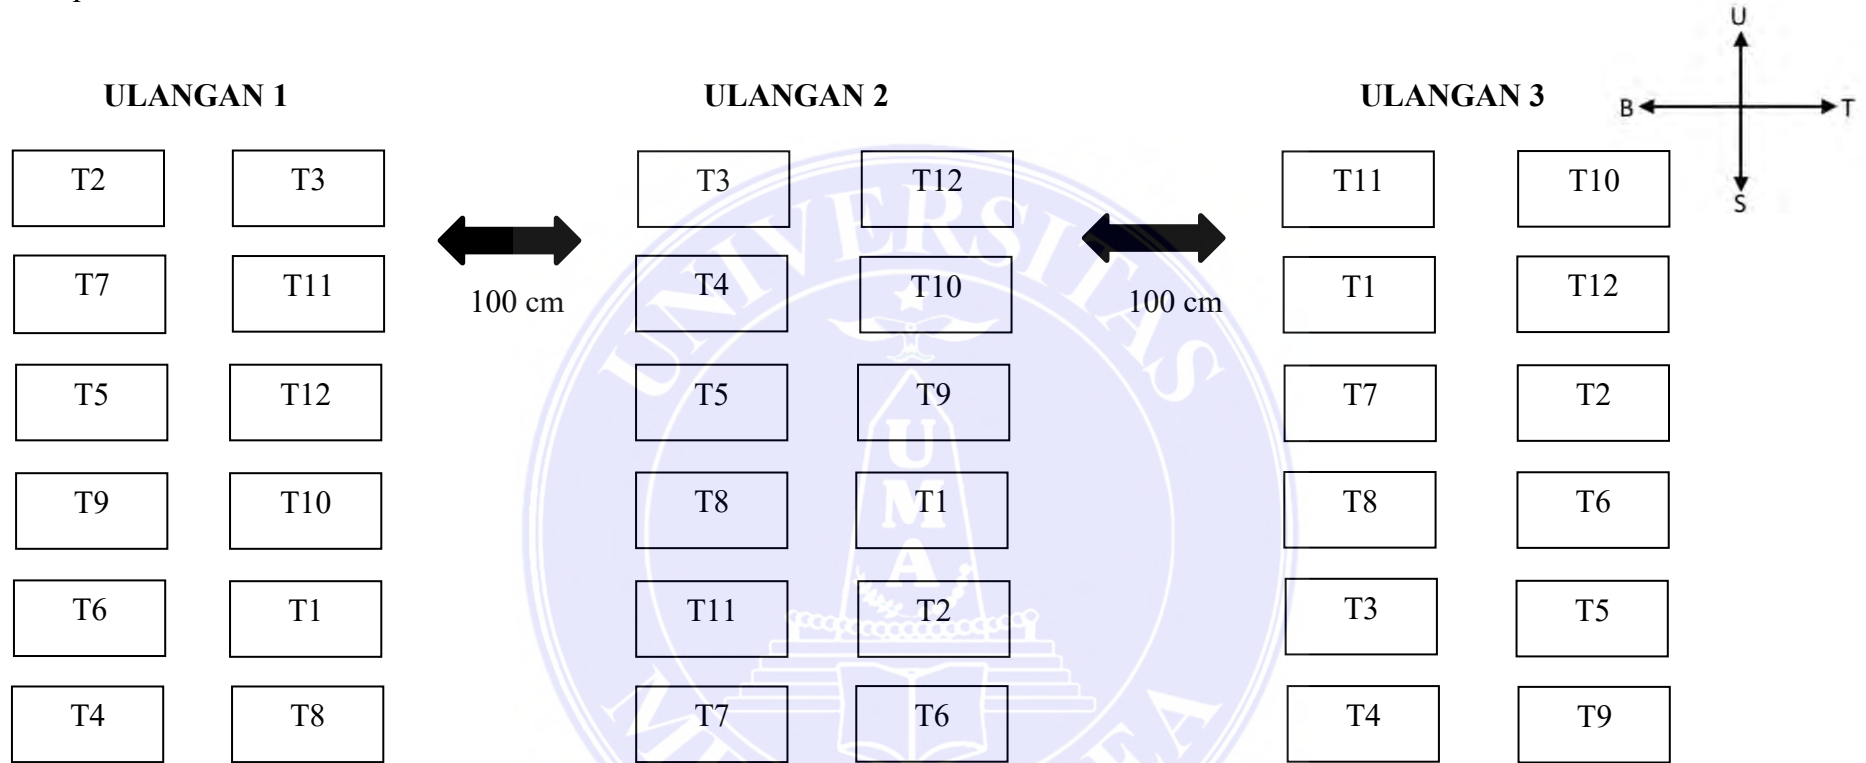 U
ULANGAN 1 ULANGAN 2 ULANGAN 3
B T
S
T2 T3 T3 T12 T11 T10
T7 T11 T4 T10 T1 T12
100 cm 100 cm
T5 T12 T5 T9 T7 T2
T9 T10 T8 T1 T8 T6
T6 T1 T11 T2 T3 T5
T4 T8 T7 T6 T4 T9
UNIVERSITAS
UMA